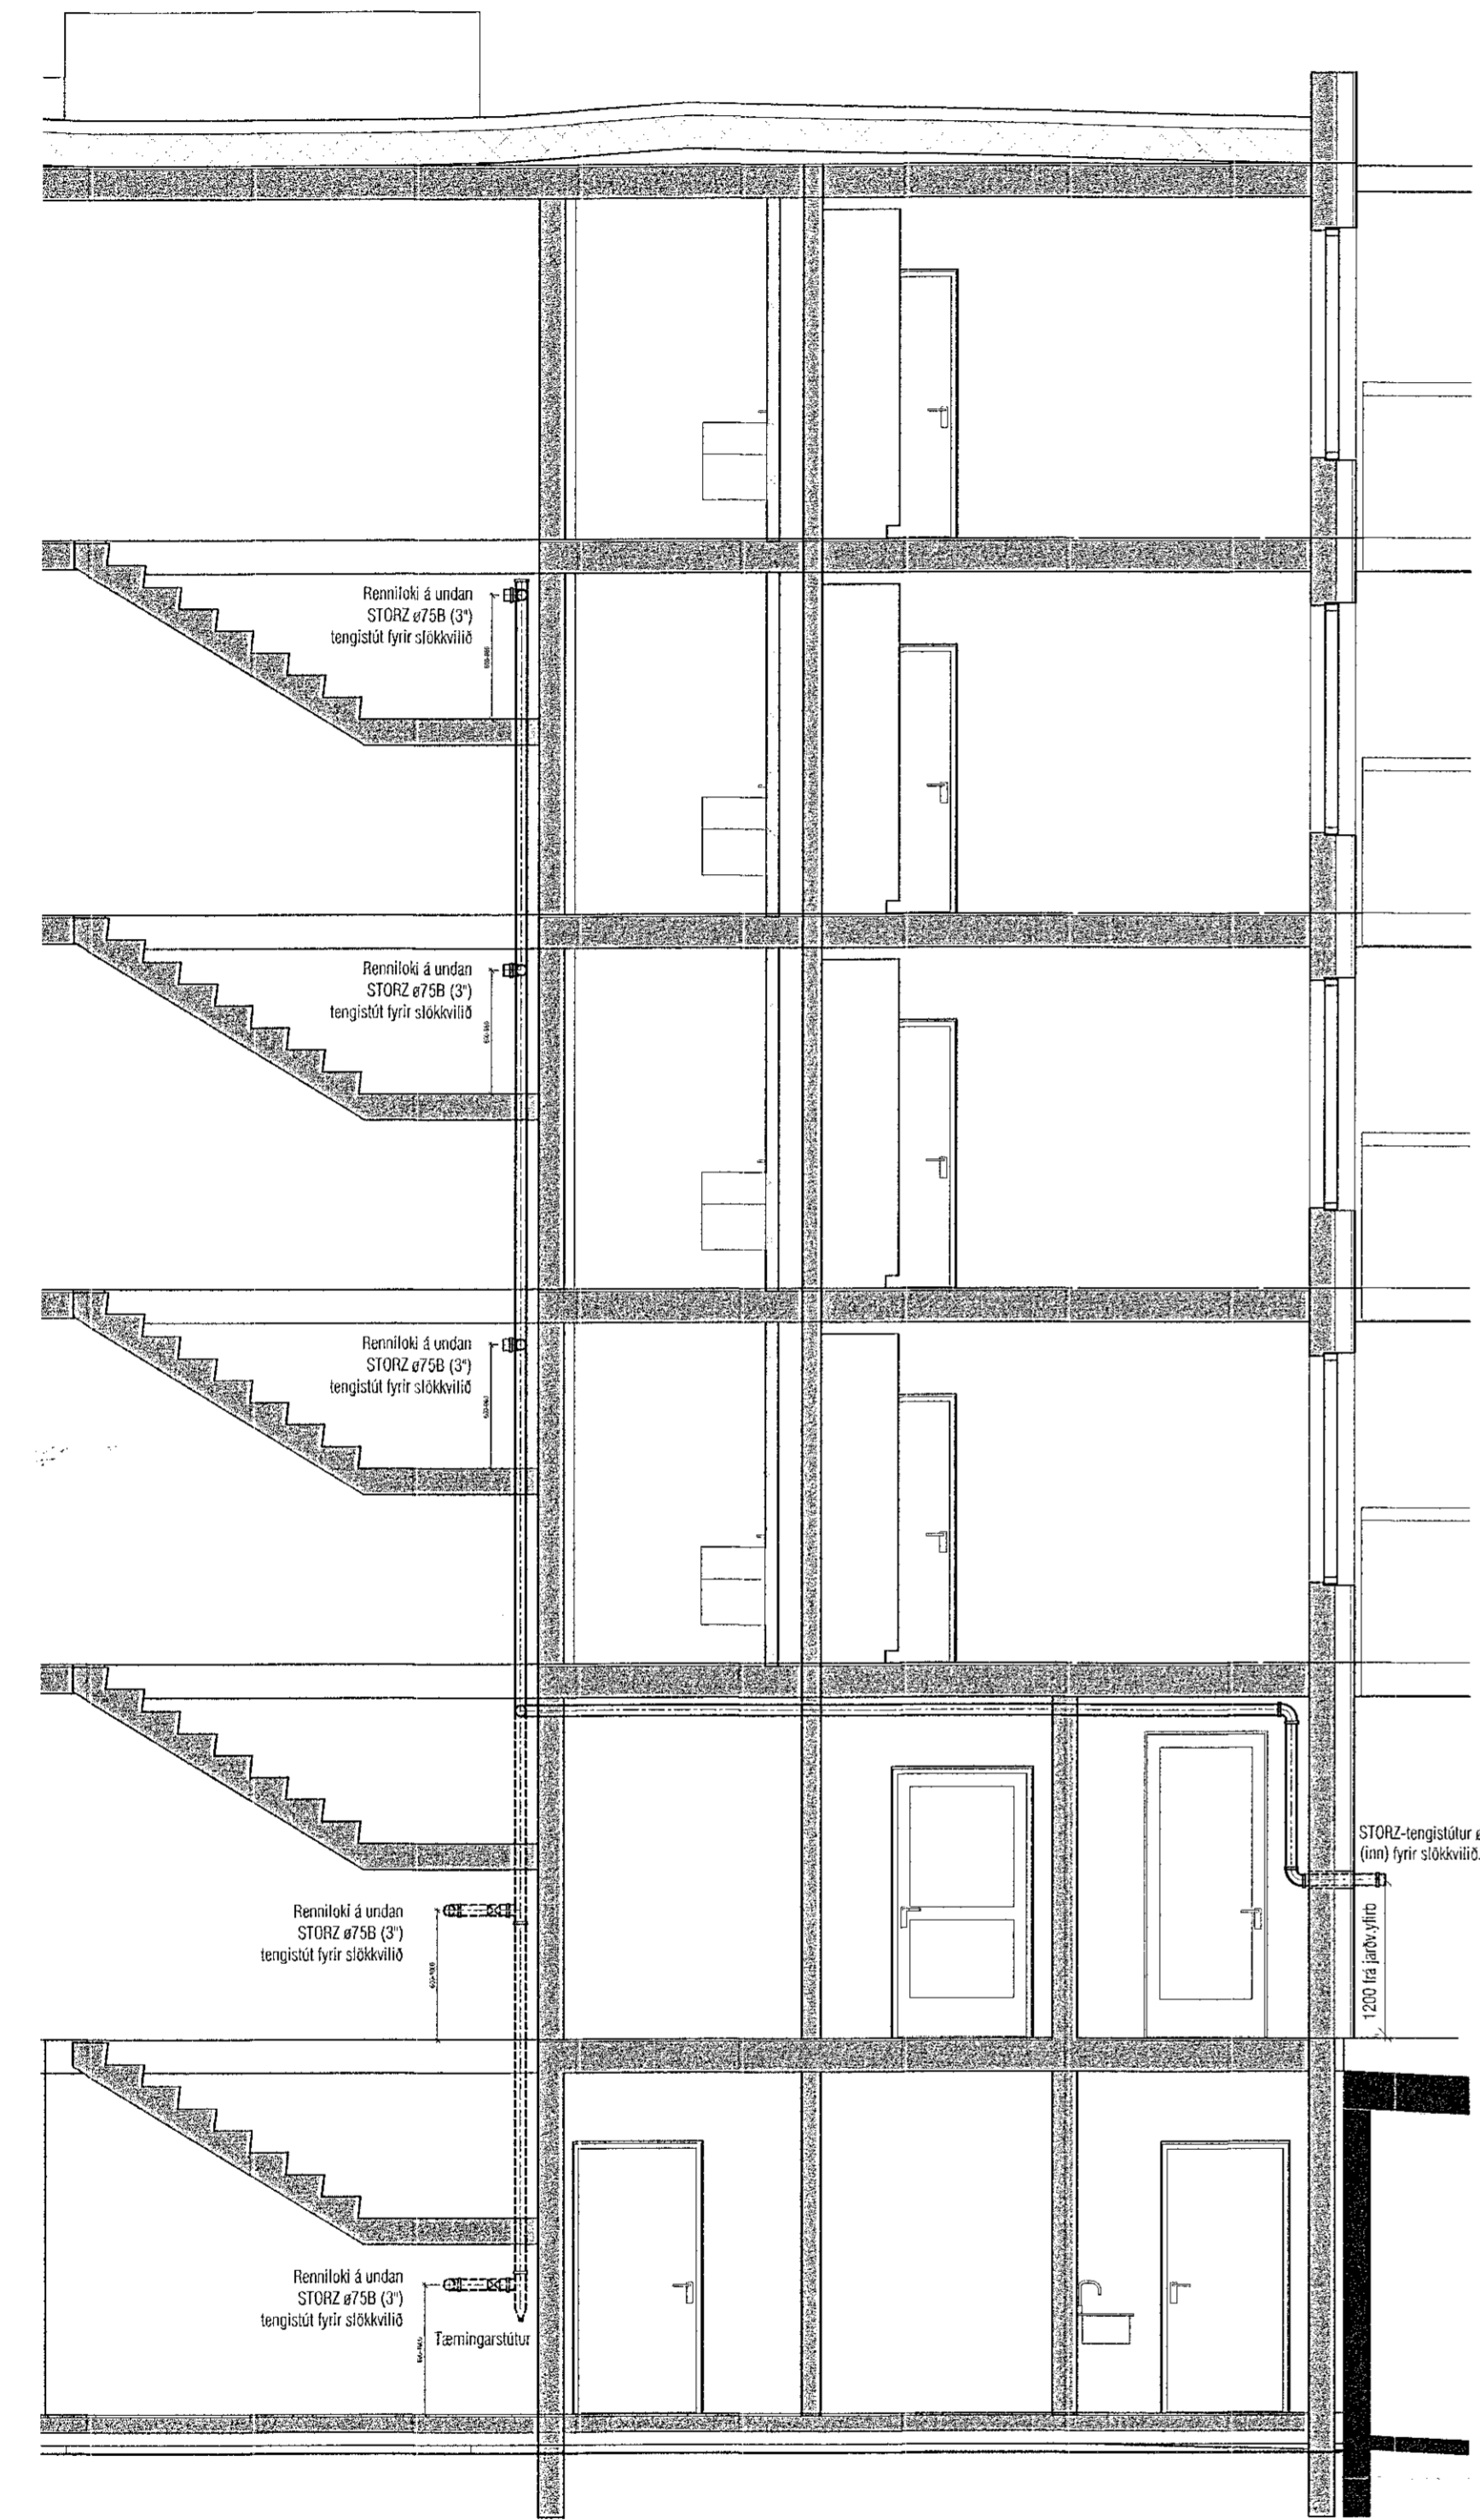 Renniloki á undan
STORZ ø75B (3")
tengistút fyrir slökkvilið
Renniloki á undan
STORZ ø75B (3")
tengistút fyrir slökkvilið
Renniloki á undan
STORZ ø75B (3")
tengistút fyrir slökkvilið
STORZ-tengistútur
(inn) fyrir slökkvilið.
1200 frá jarðv.yfirb
Renniloki á undan
STORZ ø75B (3")
tengistút fyrir slökkvilið
Renniloki á undan
STORZ ø75B (3")
tengistút fyrir slökkvilið
Tæmingarstútur